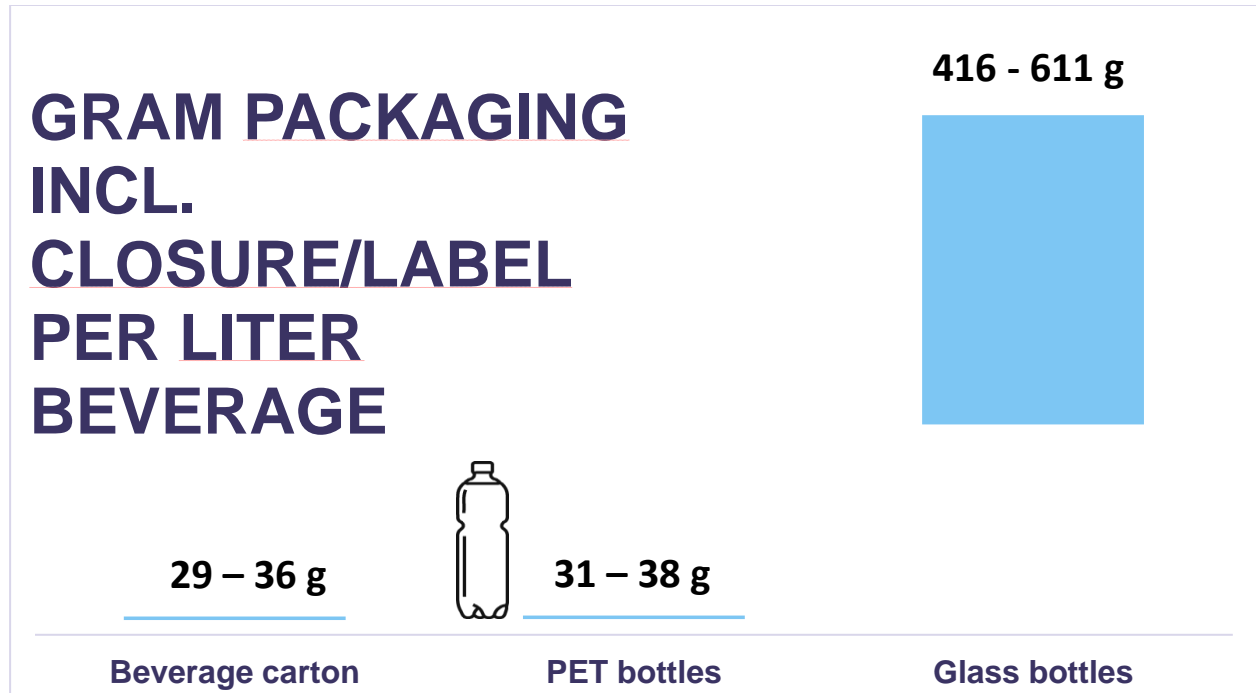 GRAM PACKAGING
INCL.
CLOSURE/LABEL
PER LITER
BEVERAGE
416 - 611 g
29 – 36 g
31 – 38 g
Beverage carton
PET bottles
Glass bottles